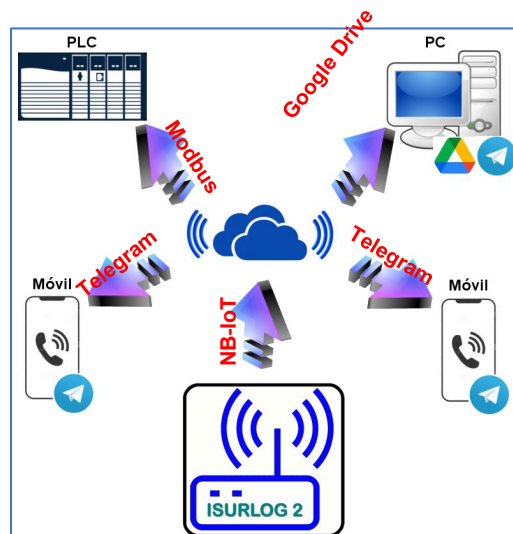 PLC
Google Drive
PC
Modbus
Telegram
Telegram
Móvil
Móvil
NB-IoT
ISURLOG 2